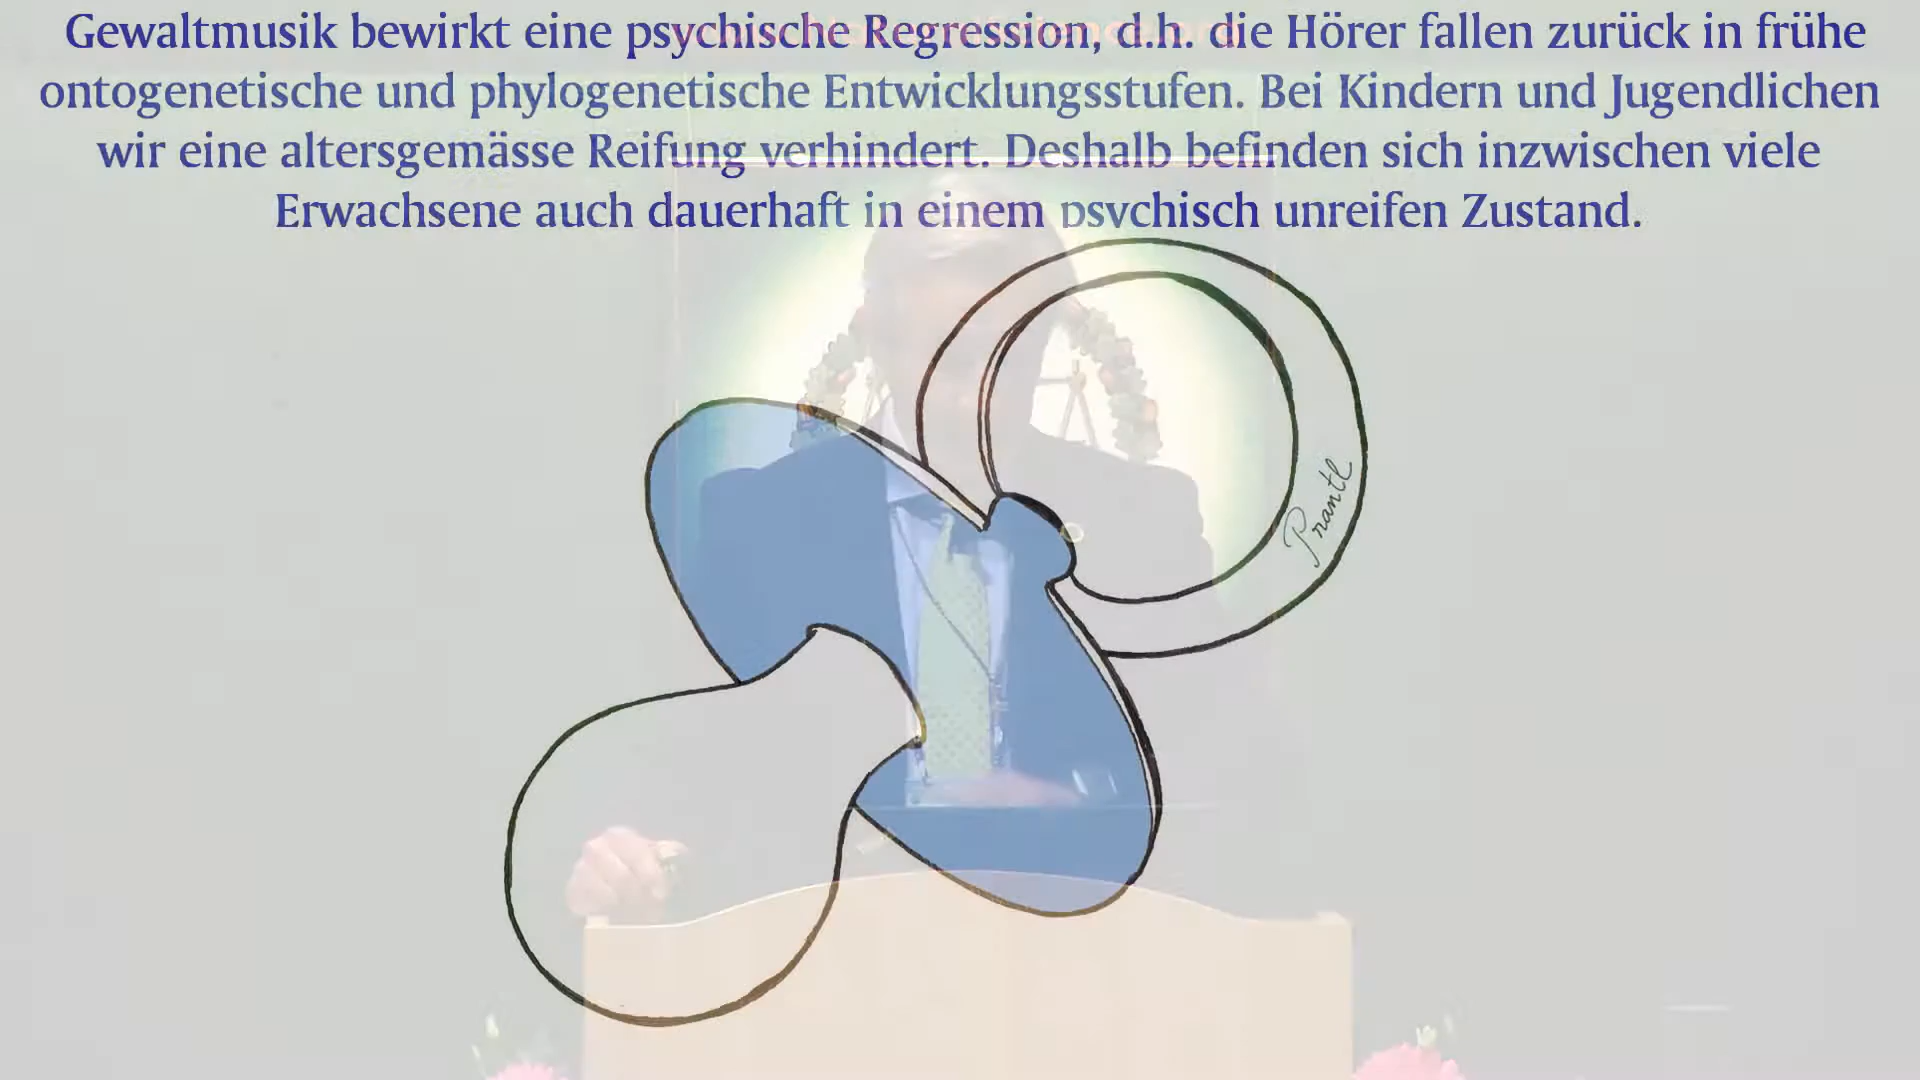 Gewaltmusik bewirkt eine psychische Regression, d.h. die Hörer fallen zurück in frühe
ontogenetische und phylogenetische Entwicklungsstufen. Bei Kindern und Jugendlichen
wir eine altersgemässe Reifung verhindert. Deshalb befinden sich inzwischen viele
Erwachsene auch dauerhaft in einem psychisch unreifen Zustand.
Prantl